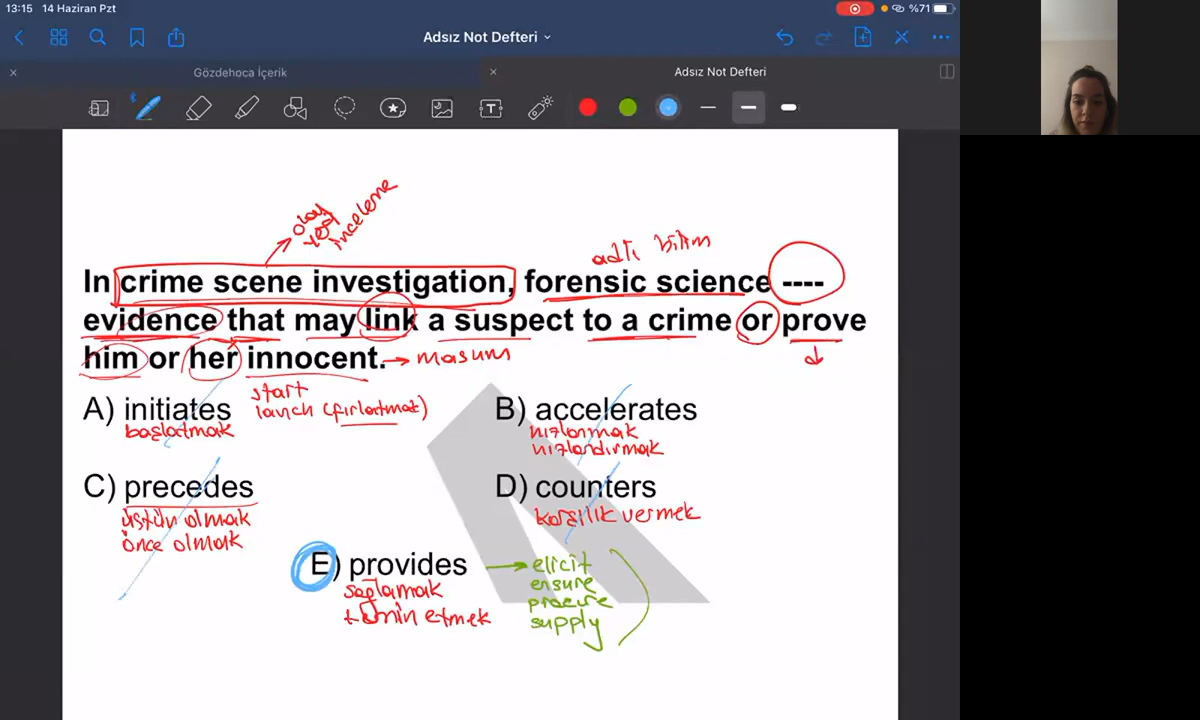 13:15 14 Haziran Pzt
%71
Adsız Not Defteri
Gözdehoca İçerik
Adsız Not Defteri
olay
yeri
inceleme
adli bilim
In crime scene investigation, forensic science ----
evidence that may link a suspect to a crime or prove
him or her innocent. → masum
start
launch (fırlatmak)
A) initiates
başlatmak
B) accelerates
hızlanmak
hızlandırmak
C) precedes
üstün olmak
önce olmak
D) counters
karşılık vermek
E) provides
sağlamak
temin etmek
elicit
ensure
procure
supply